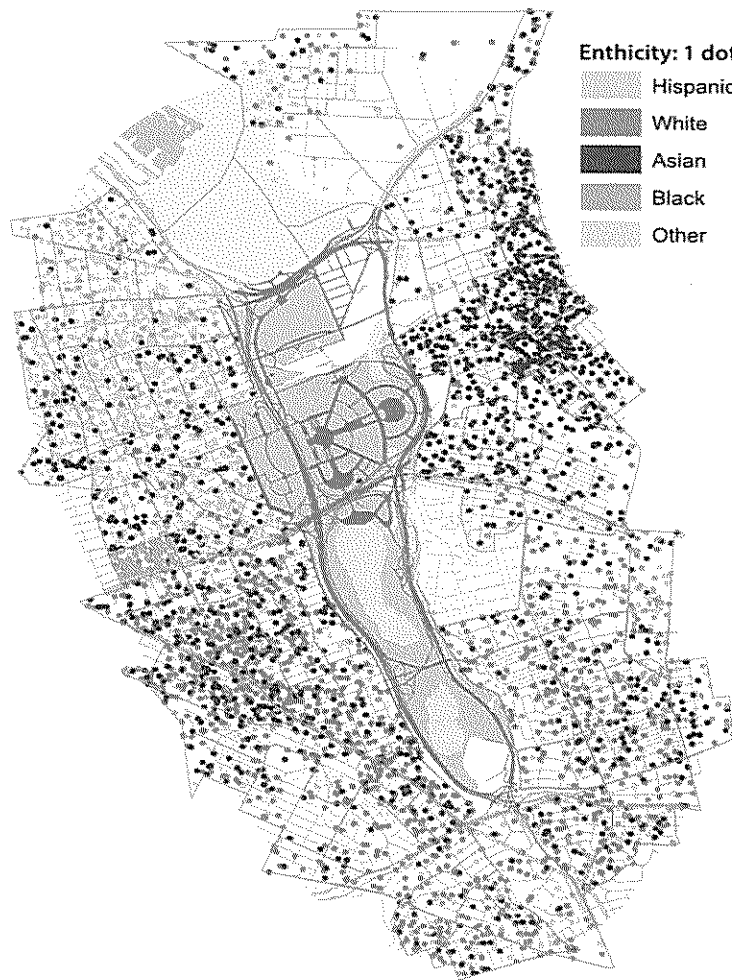 Enthicity: 1 dot
Hispanic
White
Asian
Black
Other